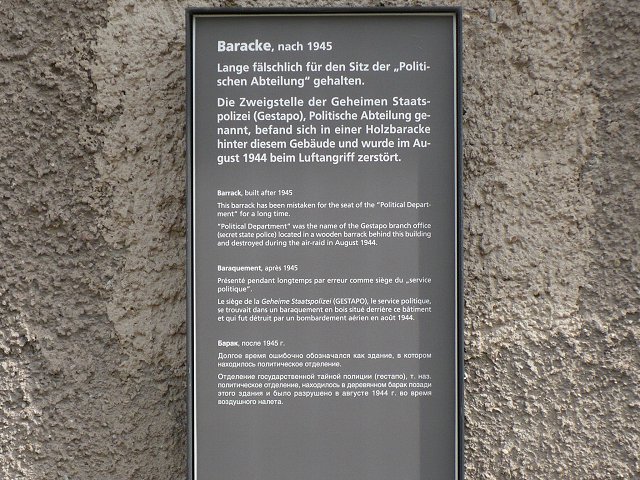 Baracke, nach 1945
Lange fälschlich für den Sitz der „Politi-
schen Abteilung“ gehalten.
Die Zweigstelle der Geheimen Staats-
polizei (Gestapo), Politische Abteilung ge-
nannt, befand sich in einer Holzbaracke
hinter diesem Gebäude und wurde im Au-
gust 1944 beim Luftangriff zerstört.
Barrack, built after 1945
This barrack has been mistaken for the seat of the "Political Depart-
ment" for a long time.
"Political Department" was the name of the Gestapo branch office
(secret state police) located in a wooden barrack behind this building
and destroyed during the air-raid in August 1944.
Baraquement, après 1945
Présenté pendant longtemps par erreur comme siège du „service
politique“.
Le siège de la Geheime Staatspolizei (GESTAPO), le service politique,
se trouvait dans un baraquement en bois situé derrière ce bâtiment
et qui fut détruit par un bombardement aérien en août 1944.
Барак, после 1945 г.
Долгое время ошибочно обозначался как здание, в котором
находилось политическое отделение.
Отделение государственной тайной полиции (гестапо), т. наз.
политическое отделение, находилось в деревянном барак позади
этого здания и было разрушено в августе 1944 г. во время
воздушного налета.